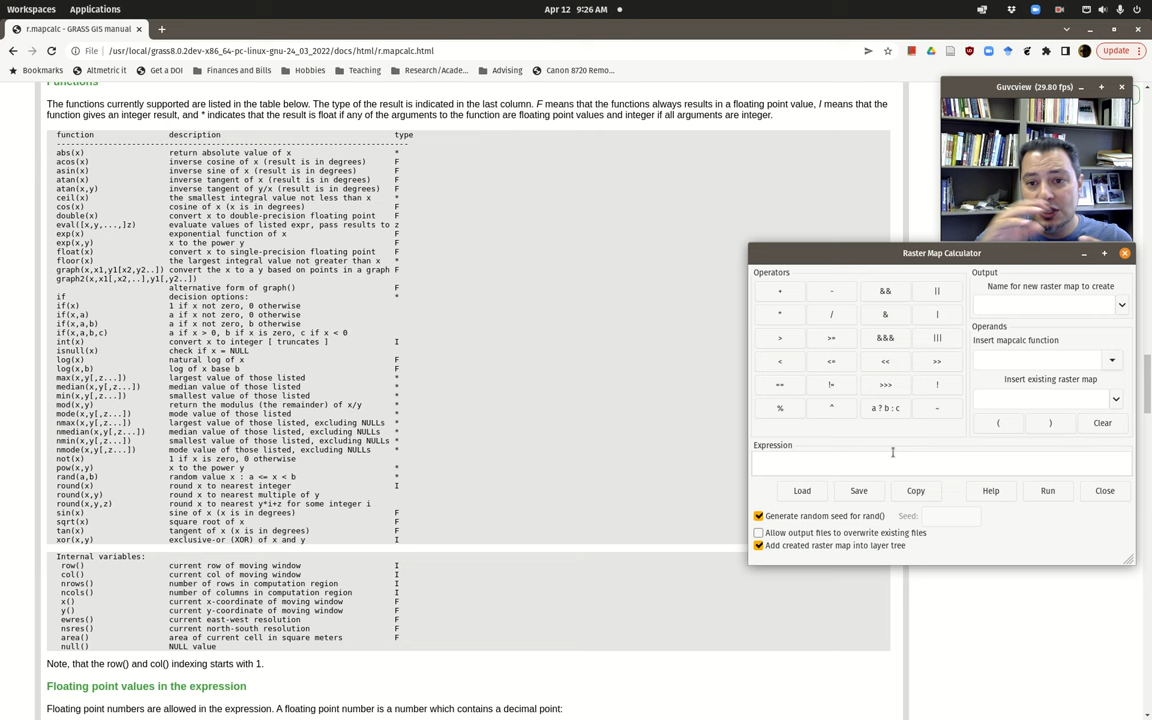 Workspaces Applications Apr 12 9:26 AM
r.mapcalc - GRASS GIS manual
File /usr/local/grass8.0.2dev-x86_64-pc-linux-gnu-24_03_2022/docs/html/r.mapcalc.html Update
Bookmarks Altmetric it Get a DOI Finances and Bills Hobbies Teaching Research/Acade... Advising Canon 8720 Remo...
Functions
The functions currently supported are listed in the table below. The type of the result is indicated in the last column. F means that the functions always results in a floating point value, I means that the
function gives an integer result, and * indicates that the result is float if any of the arguments to the function are floating point values and integer if all arguments are integer.
function description type
---------------------------------------------------------------------------------
abs(x) return absolute value of x *
acos(x) inverse cosine of x (result is in degrees) F
asin(x) inverse sine of x (result is in degrees) F
atan(x) inverse tangent of x (result is in degrees) F
atan(x,y) inverse tangent of y/x (result is in degrees) F
ceil(x) the smallest integral value not less than x *
cos(x) cosine of x (x is in degrees) F
double(x) convert x to double-precision floating point F
eval([x,y,...,]z) evaluate values of listed expr, pass results to z
exp(x) exponential function of x F
exp(x,y) x to the power y F
float(x) convert x to single-precision floating point F
floor(x) the largest integral value not greater than x *
graph(x,x1,y1[x2,y2..]) convert the x to a y based on points in a graph F
graph2(x,x1[,x2,..],y1[,y2..])
alternative form of graph() F
if decision options: *
if(x) 1 if x not zero, 0 otherwise
if(x,a) a if x not zero, 0 otherwise
if(x,a,b) a if x not zero, b otherwise
if(x,a,b,c) a if x > 0, b if x is zero, c if x < 0
int(x) convert x to integer [ truncates ] I
isnull(x) check if x = NULL
log(x) natural log of x F
log(x,b) log of x base b F
max(x,y[,z...]) largest value of those listed *
median(x,y[,z...]) median value of those listed *
min(x,y[,z...]) smallest value of those listed *
mod(x,y) return the modulus (the remainder) of x/y *
mode(x,y[,z...]) mode value of those listed *
nmax(x,y[,z...]) largest value of those listed, excluding NULLs *
nmedian(x,y[,z...]) median value of those listed, excluding NULLs *
nmin(x,y[,z...]) smallest value of those listed, excluding NULLs *
nmode(x,y[,z...]) mode value of those listed, excluding NULLs *
not(x) 1 if x is zero, 0 otherwise
pow(x,y) x to the power y *
rand(a,b) random value x : a <= x < b *
round(x) round x to nearest integer I
round(x,y) round x to nearest multiple of y
round(x,y,z) round x to nearest y*i+z for some integer i
sin(x) sine of x (x is in degrees) F
sqrt(x) square root of x F
tan(x) tangent of x (x is in degrees) F
xor(x,y) exclusive-or (XOR) of x and y I
Internal variables:
row() current row of moving window I
col() current col of moving window I
nrows() number of rows in computation region I
ncols() number of columns in computation region I
x() current x-coordinate of moving window F
y() current y-coordinate of moving window F
ewres() current east-west resolution F
nsres() current north-south resolution F
area() area of current cell in square meters F
null() NULL value
Note, that the row() and col() indexing starts with 1.
Floating point values in the expression
Floating point numbers are allowed in the expression. A floating point number is a number which contains a decimal point:
Guvcview (29.80 fps)
Raster Map Calculator
Operators Output
+ - && || Name for new raster map to create
* / & |
Operands
> >= &&& ||| Insert mapcalc function
< <= << >>
Insert existing raster map
== != >>> !
% ^ a ? b : c ~
( ) Clear
Expression
Load Save Copy Help Run Close
Generate random seed for rand() Seed:
Allow output files to overwrite existing files
Add created raster map into layer tree